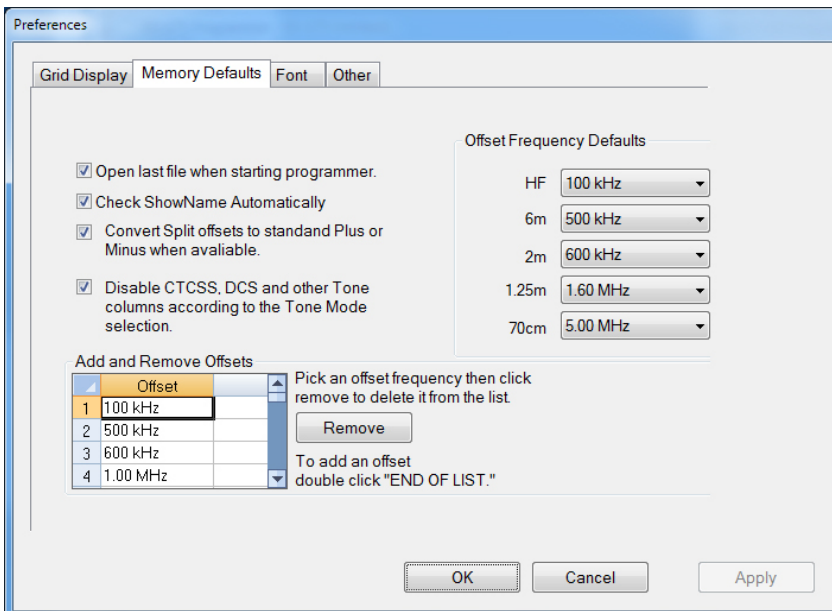 Preferences
Grid Display
Memory Defaults
Font
Other
Open last file when starting programmer.
Check ShowName Automatically
Convert Split offsets to standand Plus or
Minus when avaliable.
Disable CTCSS, DCS and other Tone
columns according to the Tone Mode
selection.
Offset Frequency Defaults
HF 100 kHz
6m 500 kHz
2m 600 kHz
1.25m 1.60 MHz
70cm 5.00 MHz
Add and Remove Offsets
Offset
1 100 kHz
2 500 kHz
3 600 kHz
4 1.00 MHz
Pick an offset frequency then click
remove to delete it from the list.
Remove
To add an offset
double click "END OF LIST."
OK
Cancel
Apply